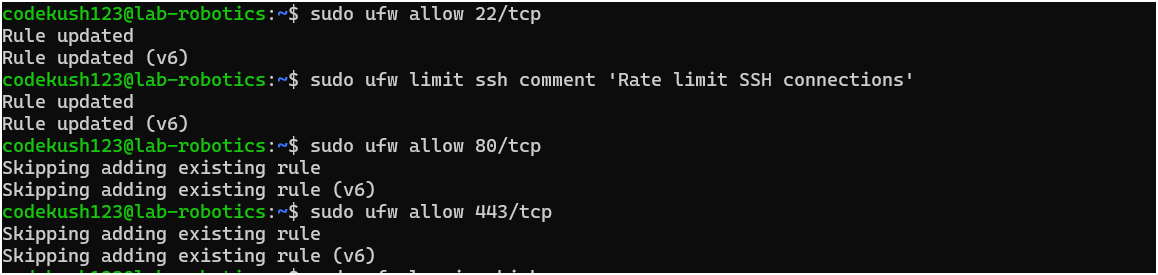 codekush123@lab-robotics:~$ sudo ufw allow 22/tcp
Rule updated
Rule updated (v6)
codekush123@lab-robotics:~$ sudo ufw limit ssh comment 'Rate limit SSH connections'
Rule updated
Rule updated (v6)
codekush123@lab-robotics:~$ sudo ufw allow 80/tcp
Skipping adding existing rule
Skipping adding existing rule (v6)
codekush123@lab-robotics:~$ sudo ufw allow 443/tcp
Skipping adding existing rule
Skipping adding existing rule (v6)